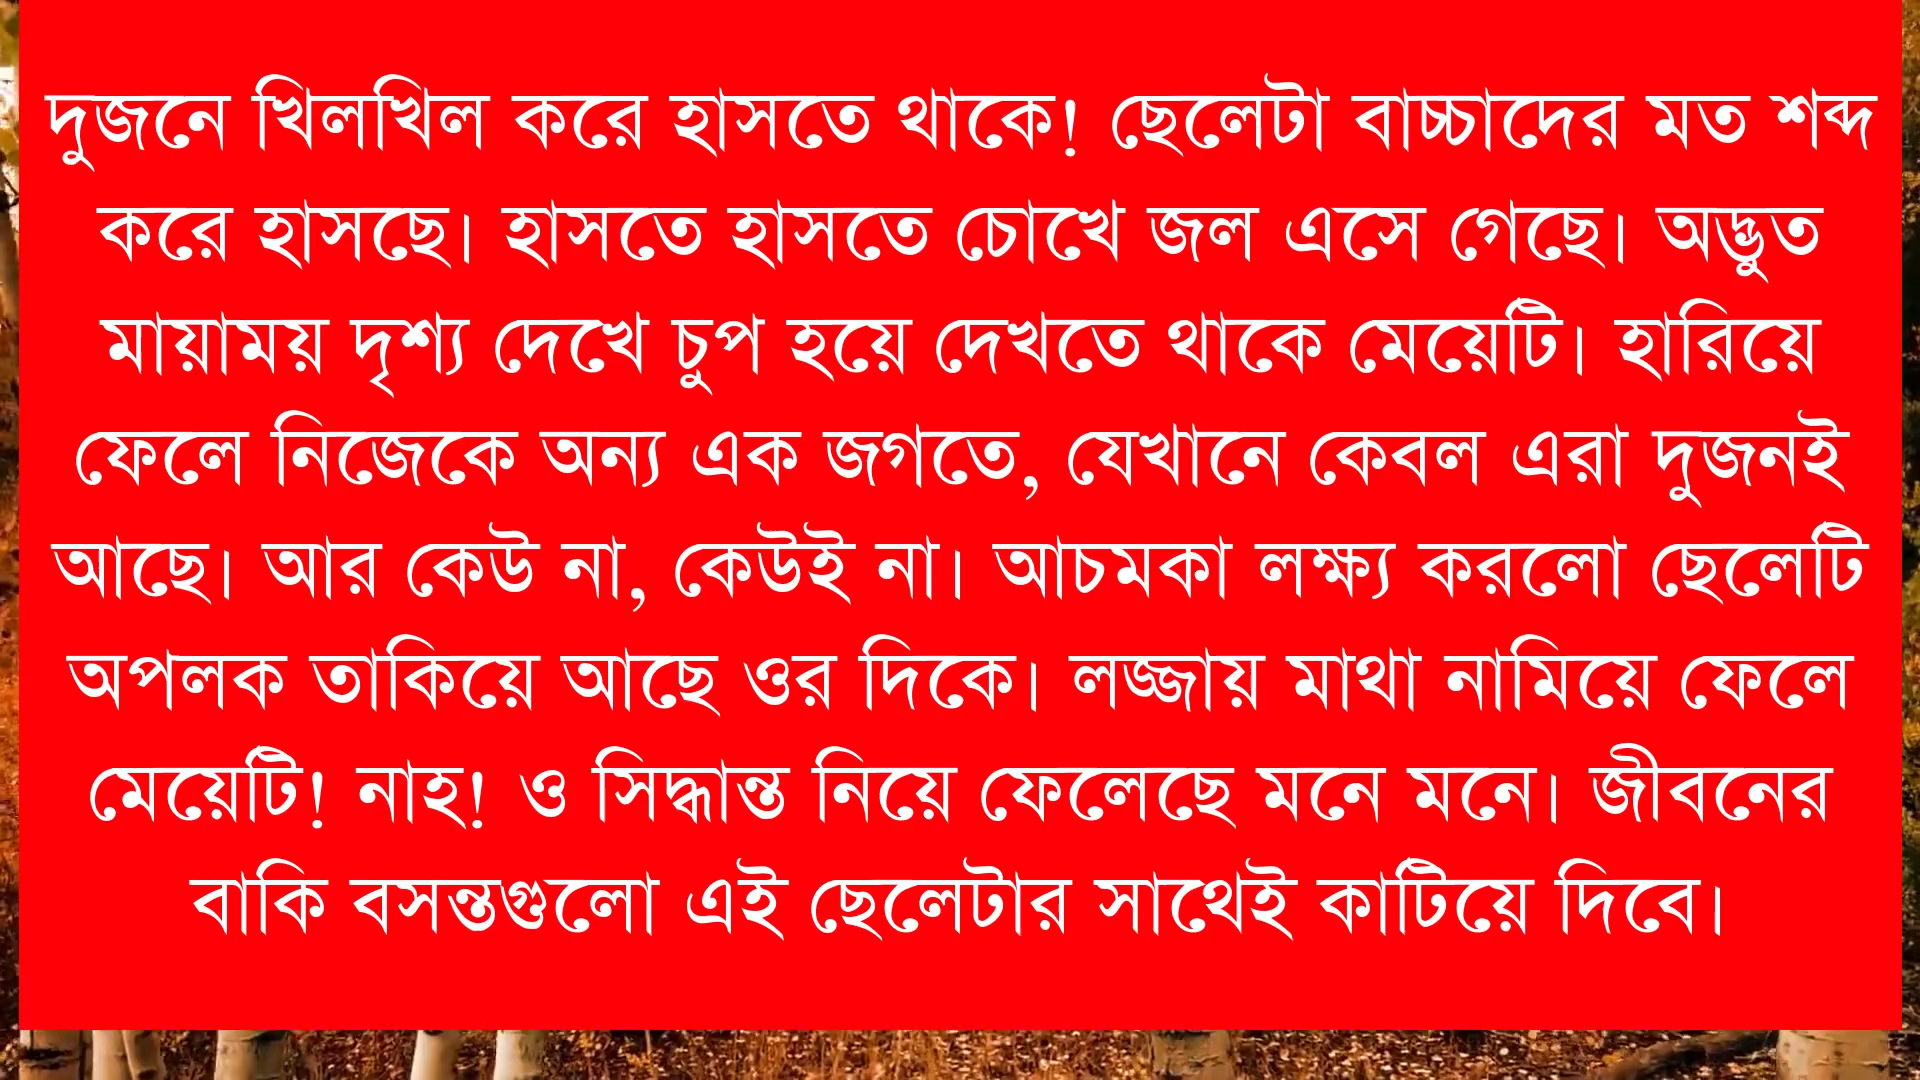 দুজনে খিলখিল করে হাসতে থাকে! ছেলেটা বাচ্চাদের মত শব্দ
করে হাসছে। হাসতে হাসতে চোখে জল এসে গেছে। অদ্ভুত
মায়াময় দৃশ্য দেখে চুপ হয়ে দেখতে থাকে মেয়েটি। হারিয়ে
ফেলে নিজেকে অন্য এক জগতে, যেখানে কেবল এরা দুজনই
আছে। আর কেউ না, কেউই না। আচমকা লক্ষ্য করলো ছেলেটি
অপলক তাকিয়ে আছে ওর দিকে। লজ্জায় মাথা নামিয়ে ফেলে
মেয়েটি! নাহ! ও সিদ্ধান্ত নিয়ে ফেলেছে মনে মনে। জীবনের
বাকি বসন্তগুলো এই ছেলেটার সাথেই কাটিয়ে দিবে।